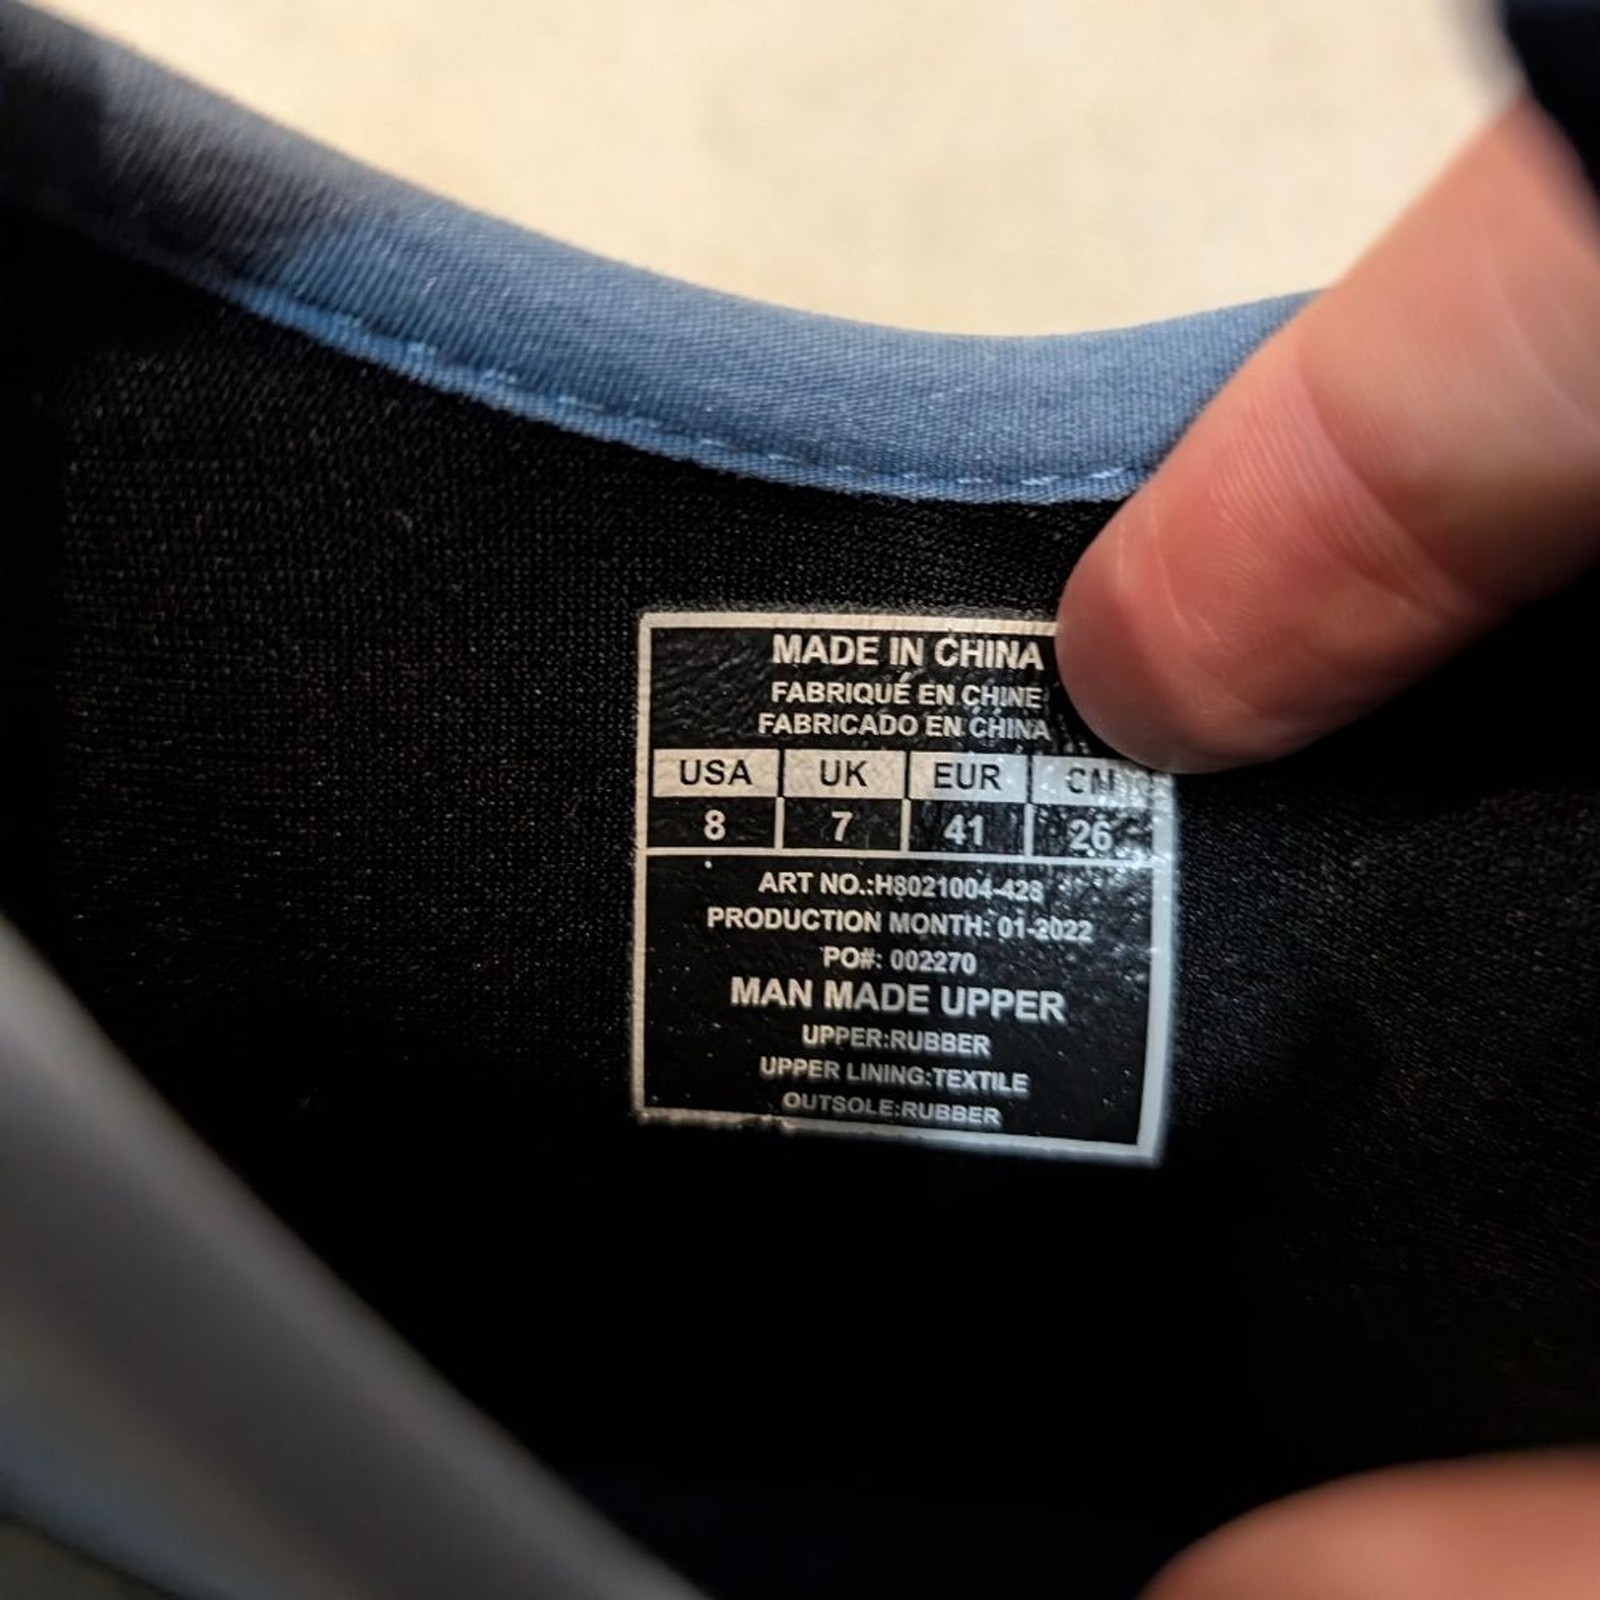 MADE IN CHINA
FABRIQUÉ EN CHINE
FABRICADO EN CHINA
USA UK EUR CM
8 7 41 26
ART NO.:H8021004-428
PRODUCTION MONTH: 01-2022
PO#: 002270
MAN MADE UPPER
UPPER:RUBBER
UPPER LINING:TEXTILE
OUTSOLE:RUBBER